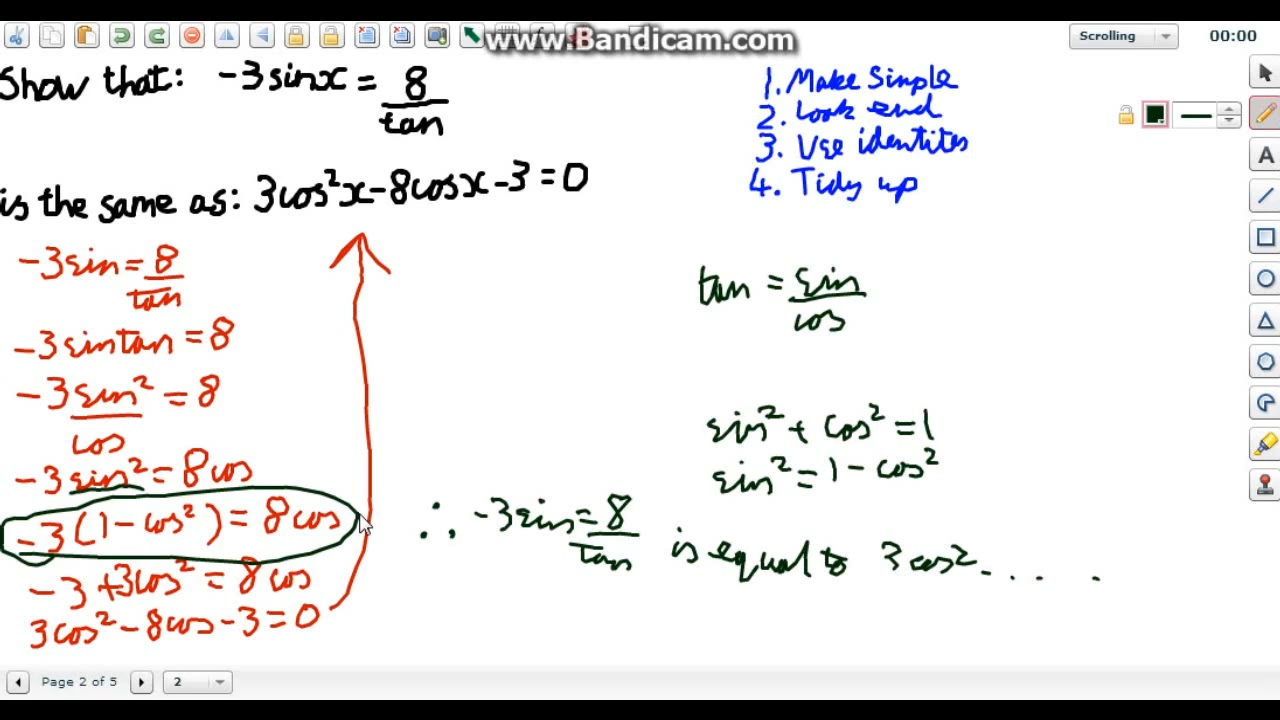 www.Bandicam.com
Scrolling
00:00
Show that: -3sinx = 8/tan
is the same as: 3cos²x-8cosx-3=0
1. Make Simple
2. Look end
3. Use identites
4. Tidy up
-3sin = 8/tan
-3sintan = 8
-3sin²/cos = 8
-3sin² = 8cos
-3(1-cos²) = 8cos
-3+3cos² = 8cos
3cos²-8cos-3=0
tan = sin/cos
sin²+cos²=1
sin²=1-cos²
∴ -3sin = 8/tan is equal to 3cos² . . . . .
A
Page 2 of 5
2